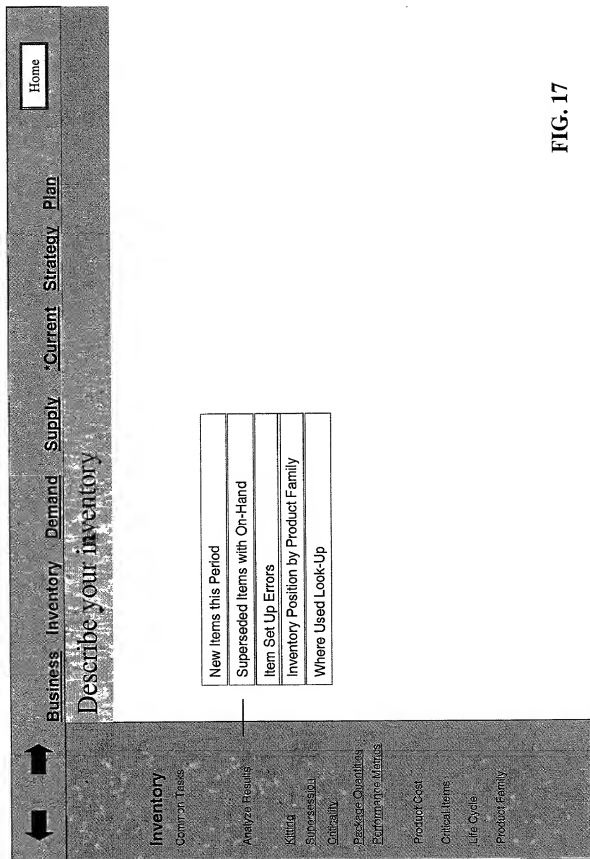 Home
Business Inventory Demand Supply *Current Strategy Plan
Describe your inventory
Inventory
Common Tasks
Analyze Results
New Items this Period
Superseded Items with On-Hand
Item Set Up Errors
Inventory Position by Product Family
Where Used Look-Up
Kitting
Supersession
Criticality
Package Quantities
Performance Metrics
Product Cost
Critical Items
Life Cycle
Product Family
FIG. 17